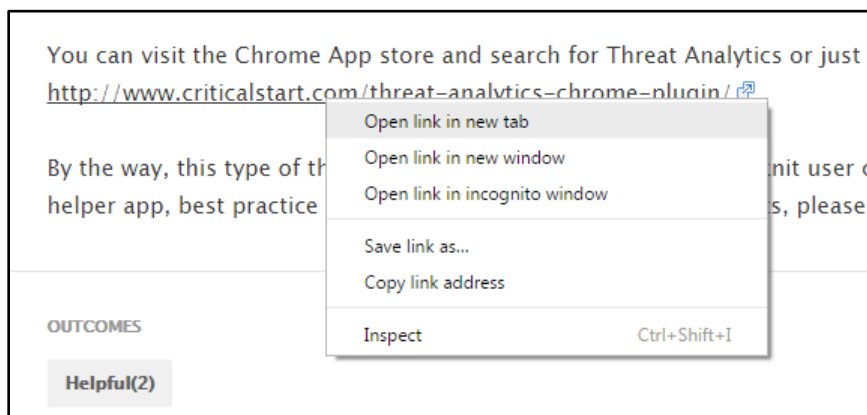 You can visit the Chrome App store and search for Threat Analytics or just
http://www.criticalstart.com/threat-analytics-chrome-plugin/
Open link in new tab
By the way, this type of th
Open link in new window
nit user
Open link in incognito window
helper app, best practice
s, please
Save link as...
Copy link address
OUTCOMES
Inspect Ctrl+Shift+I
Helpful(2)